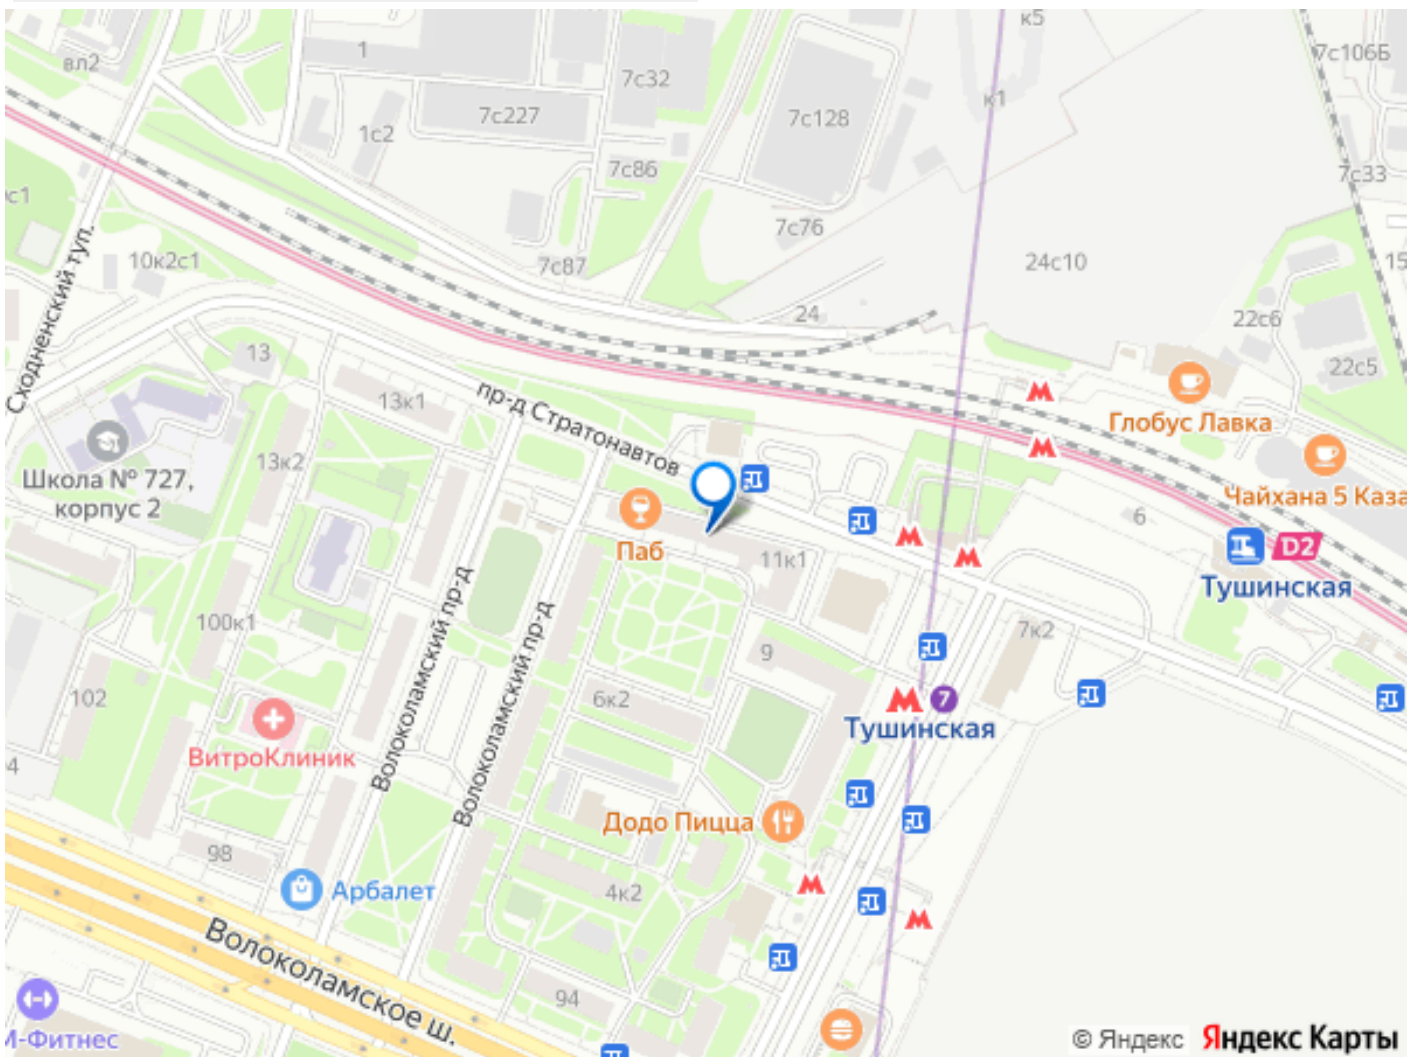 к5
вл2
1
7с32
7с106Б
7с227
к1
7с128
1с2
7с86
7с33
с1
7с76
Сходненский туп.
10к2с1
7с87
24с10
15
24
22с6
13
22с5
пр-д Стратонавтов
13к1
Глобус Лавка
13к2
Школа № 727,
корпус 2
Чайхана 5 Каза
6
Паб
11к1
D2
Тушинская
Волоколамский пр-д
Волоколамский пр-д
100к1
7к2
9
102
6к2
7
Тушинская
ВитроКлиник
4
Додо Пицца
98
Арбалет
4к2
Волоколамское ш.
94
М-Фитнес
© Яндекс Яндекс Карты